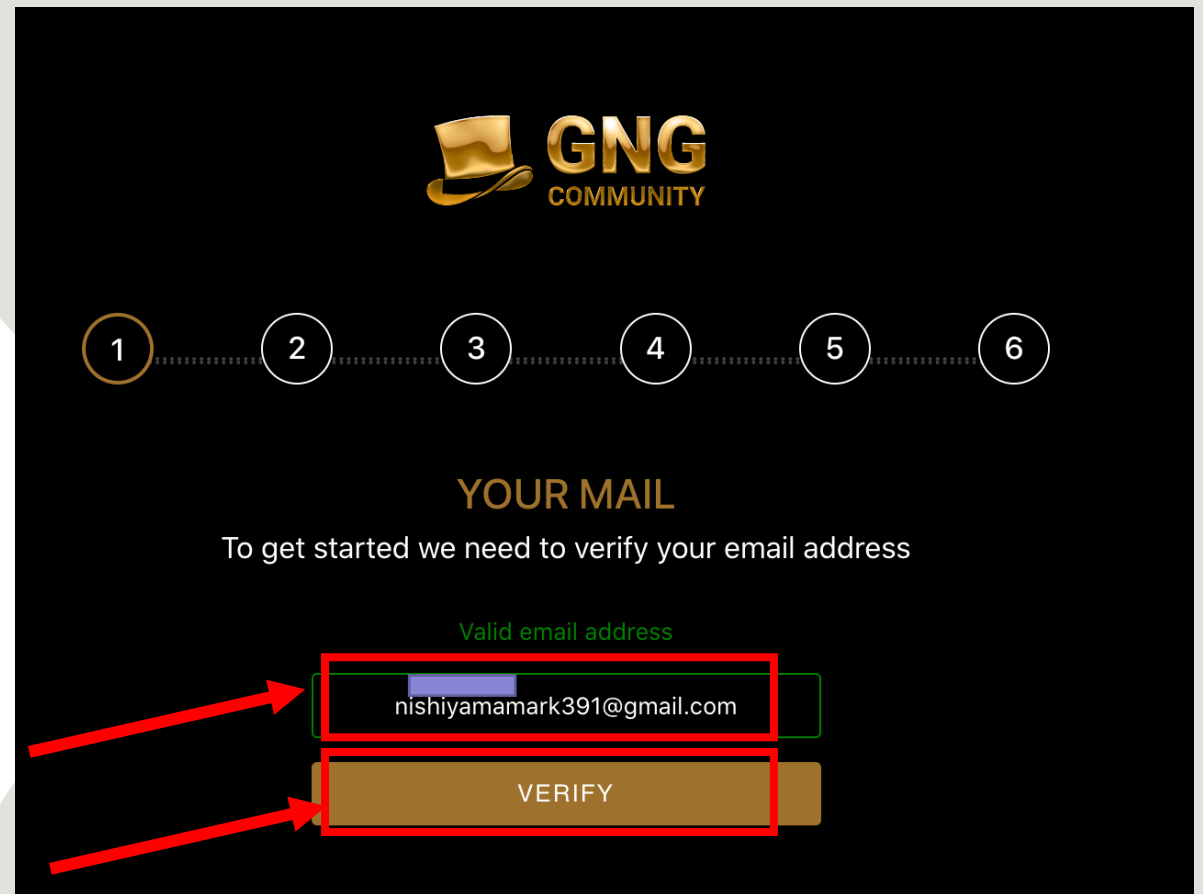 GNG
COMMUNITY
1 2 3 4 5 6
YOUR MAIL
To get started we need to verify your email address
Valid email address
nishiyamamark391@gmail.com
VERIFY